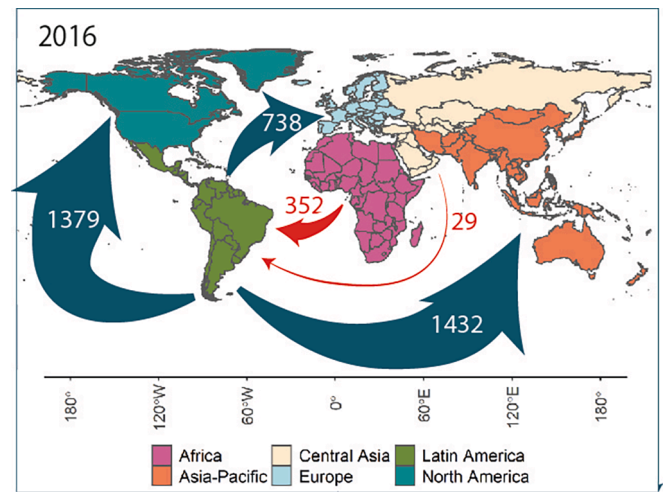 2016
738
1379
352
29
1432
180°
120°W
60°W
0°
60°E
120°E
180°
Africa
Central Asia
Latin America
Asia-Pacific
Europe
North America